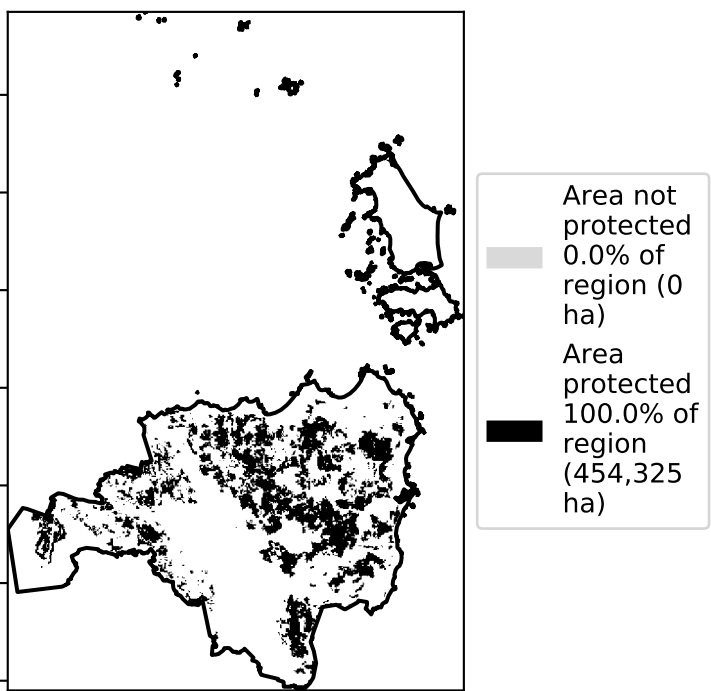 Area not
protected
0.0% of
region (0
ha)
Area
protected
100.0% of
region
(454,325
ha)